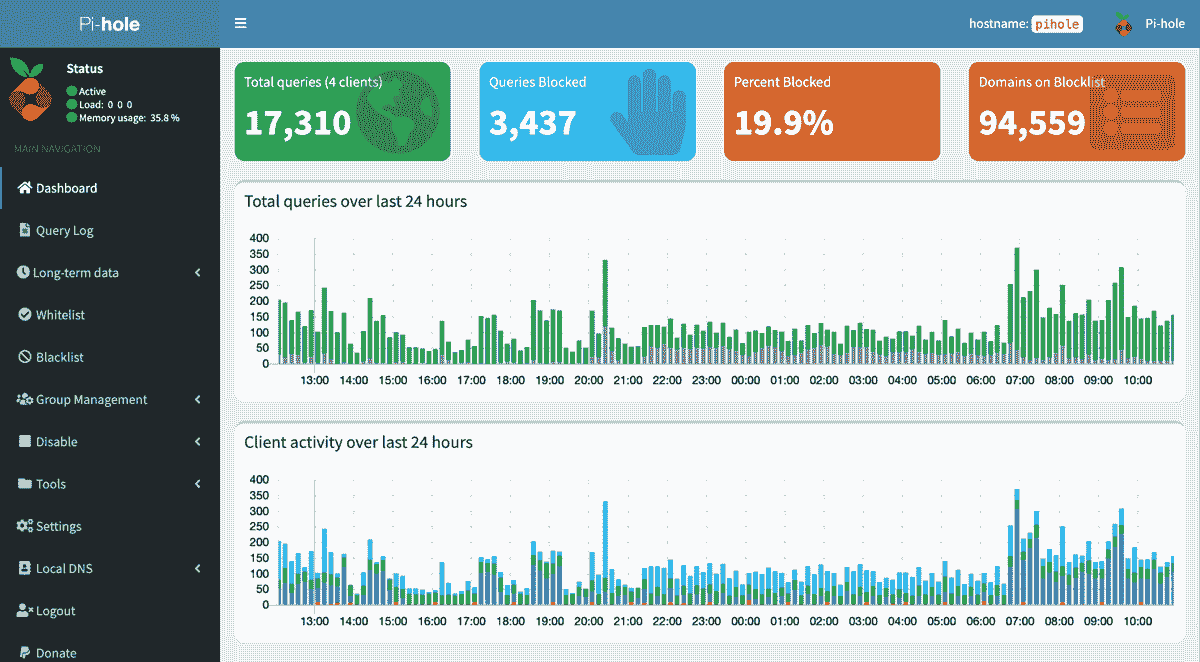 Pi-hole
hostname: pihole Pi-hole
Status
Active
Load: 0 0 0
Memory usage: 35.8 %
MAIN NAVIGATION
Dashboard
Query Log
Long-term data
Whitelist
Blacklist
Group Management
Disable
Tools
Settings
Local DNS
Logout
Donate
Total queries (4 clients)
17,310
Queries Blocked
3,437
Percent Blocked
19.9%
Domains on Blocklist
94,559
Total queries over last 24 hours
400
350
300
250
200
150
100
50
0
13:00 14:00 15:00 16:00 17:00 18:00 19:00 20:00 21:00 22:00 23:00 00:00 01:00 02:00 03:00 04:00 05:00 06:00 07:00 08:00 09:00 10:00
Client activity over last 24 hours
400
350
300
250
200
150
100
50
0
13:00 14:00 15:00 16:00 17:00 18:00 19:00 20:00 21:00 22:00 23:00 00:00 01:00 02:00 03:00 04:00 05:00 06:00 07:00 08:00 09:00 10:00